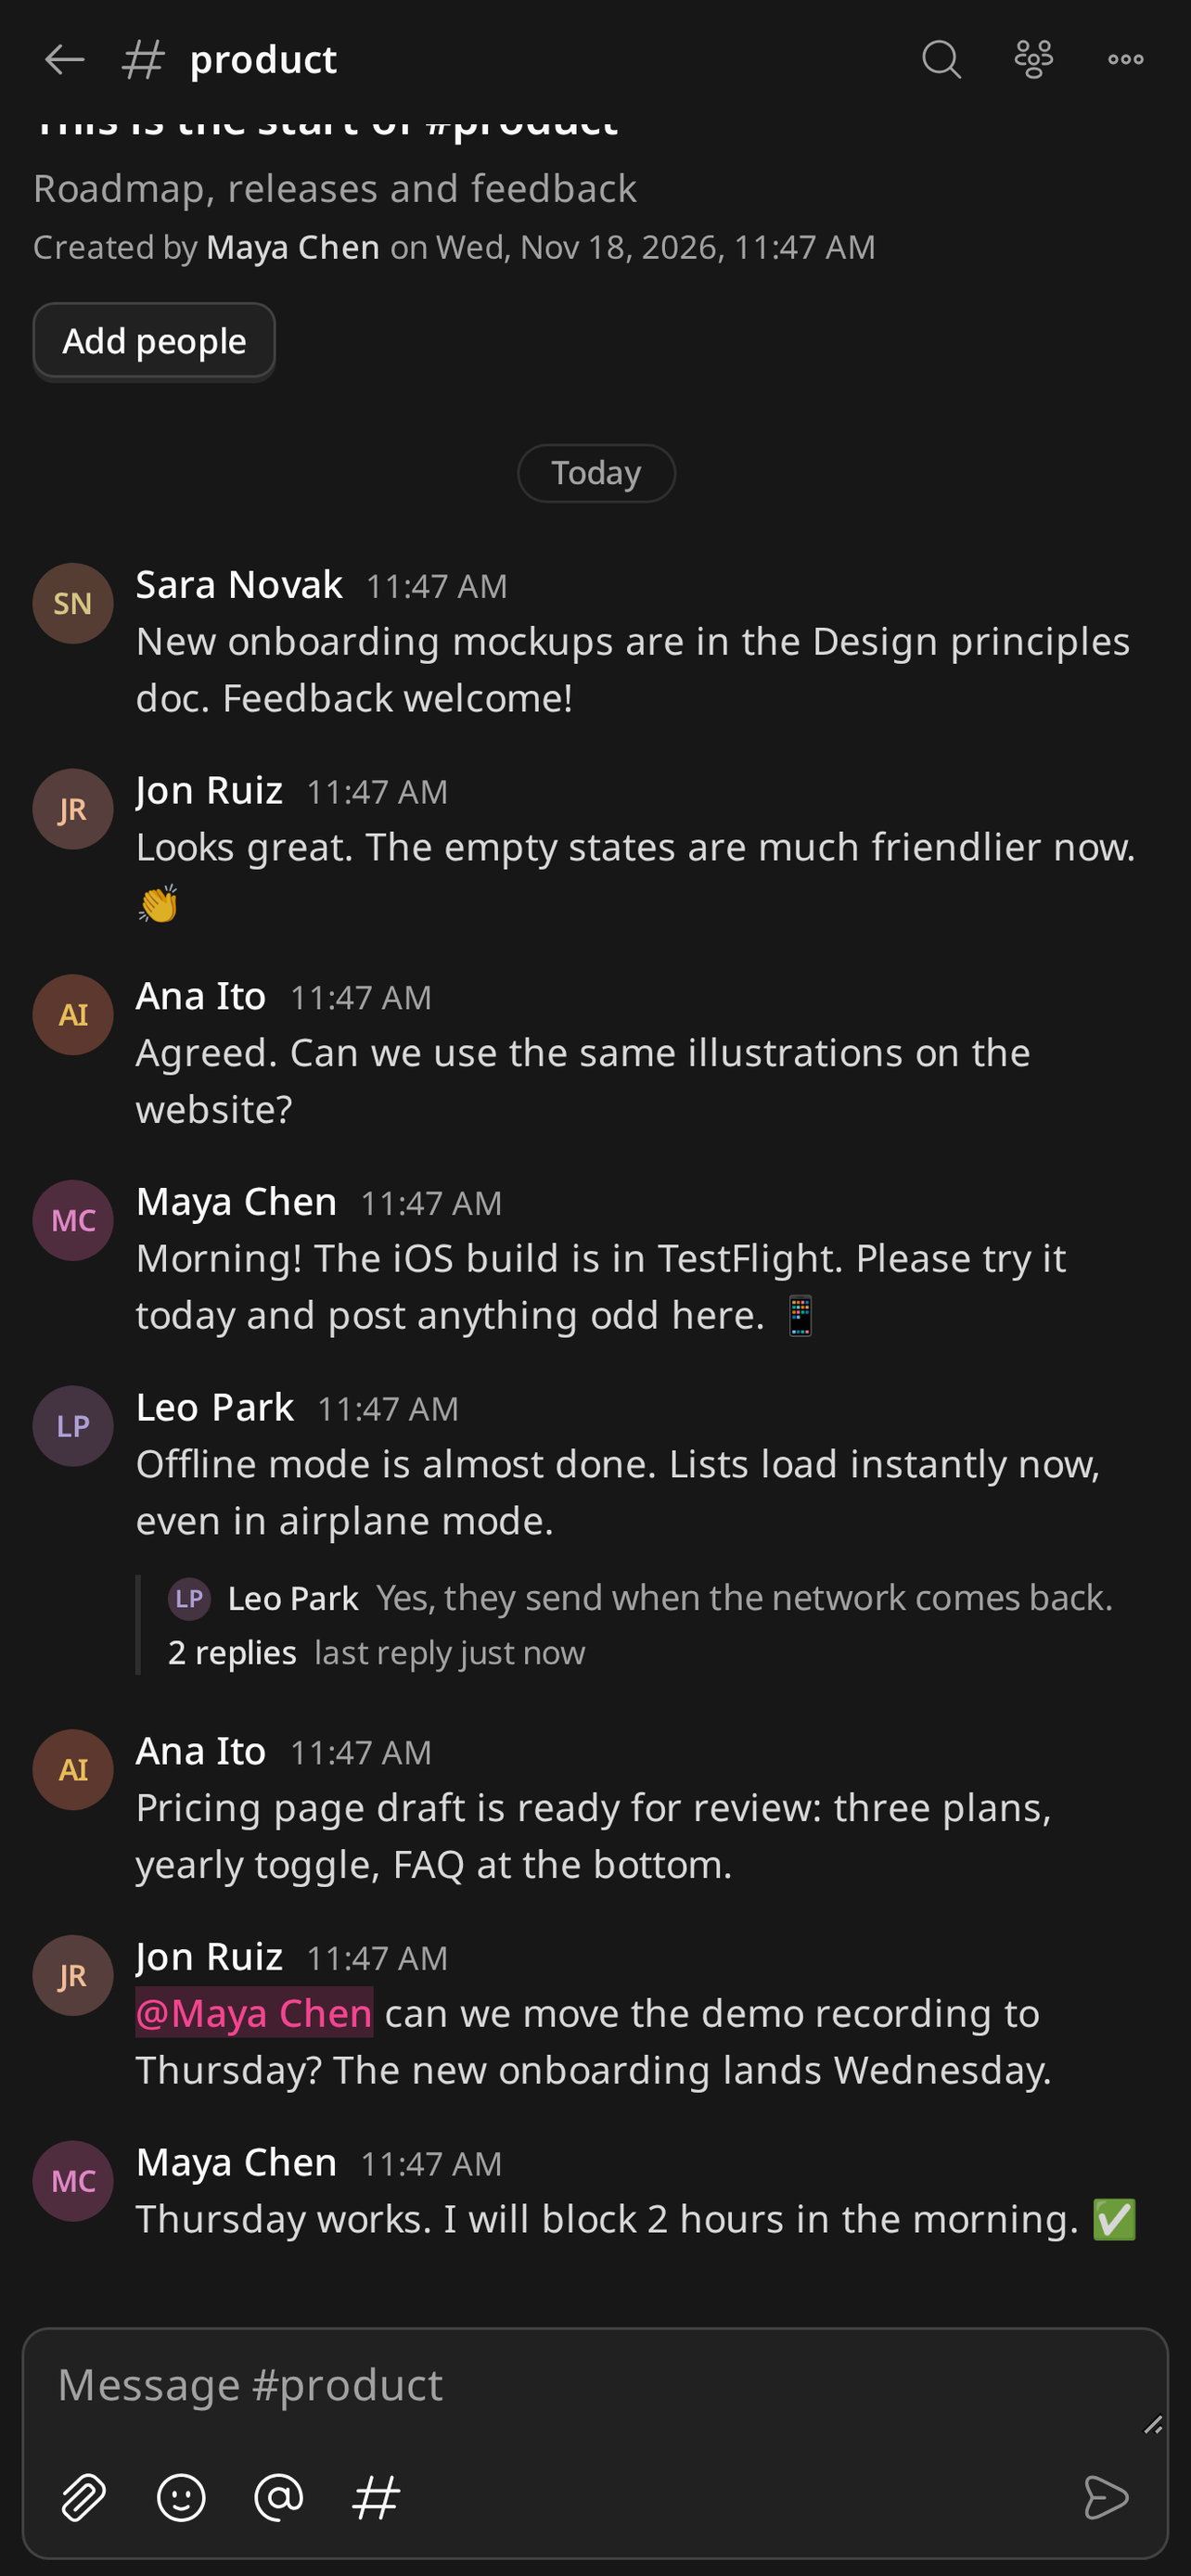 # product
This is the start of #product
Roadmap, releases and feedback
Created by Maya Chen on Wed, Nov 18, 2026, 11:47 AM
Add people
Today
SN
Sara Novak 11:47 AM
New onboarding mockups are in the Design principles
doc. Feedback welcome!
JR
Jon Ruiz 11:47 AM
Looks great. The empty states are much friendlier now.
👏
AI
Ana Ito 11:47 AM
Agreed. Can we use the same illustrations on the
website?
MC
Maya Chen 11:47 AM
Morning! The iOS build is in TestFlight. Please try it
today and post anything odd here. 📱
LP
Leo Park 11:47 AM
Offline mode is almost done. Lists load instantly now,
even in airplane mode.
LP Leo Park Yes, they send when the network comes back.
2 replies last reply just now
AI
Ana Ito 11:47 AM
Pricing page draft is ready for review: three plans,
yearly toggle, FAQ at the bottom.
JR
Jon Ruiz 11:47 AM
@Maya Chen can we move the demo recording to
Thursday? The new onboarding lands Wednesday.
MC
Maya Chen 11:47 AM
Thursday works. I will block 2 hours in the morning. ✅
Message #product